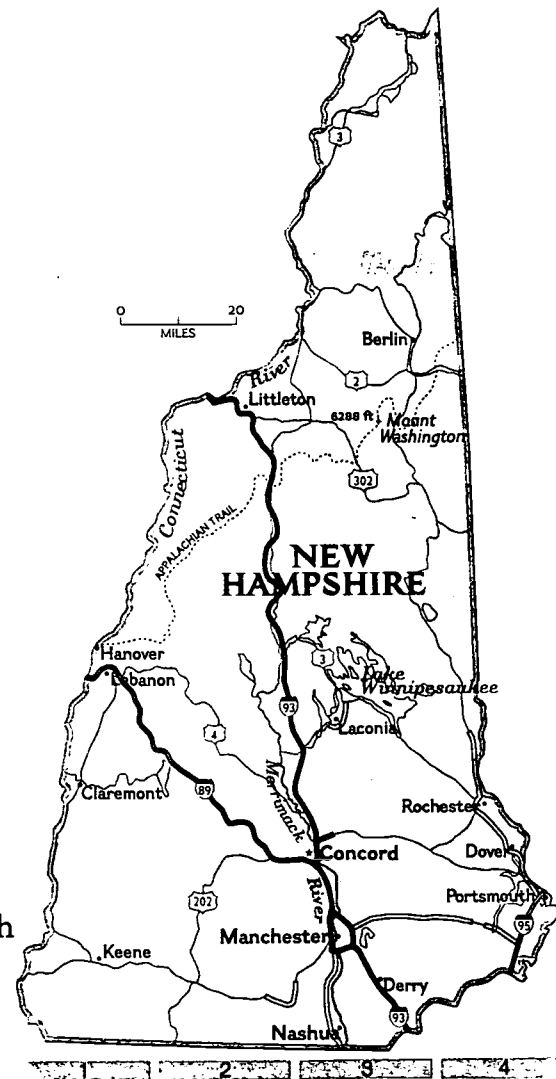 3
0 20
MILES
Berlin
River
2
Littleton
6288 ft
Mount
Washington
302
Connecticut
APPALACHIAN TRAIL
NEW
HAMPSHIRE
Hanover
Lebanon
3
Lake
Winnipesaukee
93
4
Laconia
Claremont
89
Merrimack
Rochester
Concord
Dover
202
River
Portsmouth
h
95
Manchester
Keene
Derry
93
Nashua
1 2 3 4